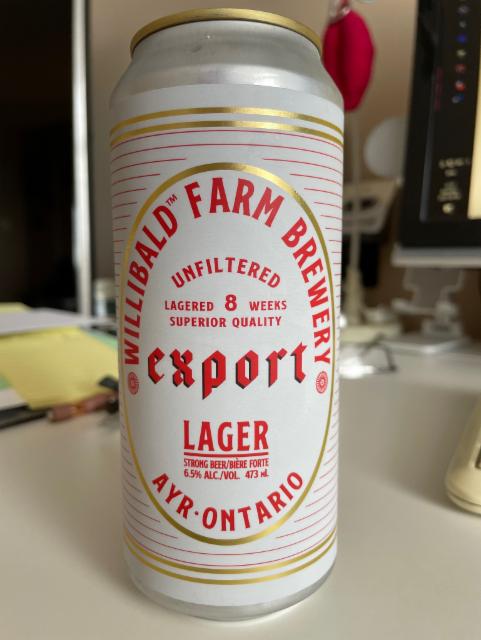 WILLIBALD™ FARM BREWERY
UNFILTERED
LAGERED 8 WEEKS
SUPERIOR QUALITY
export
LAGER
STRONG BEER/BIÈRE FORTE
6.5% ALC./VOL. 473 mL
AYR·ONTARIO